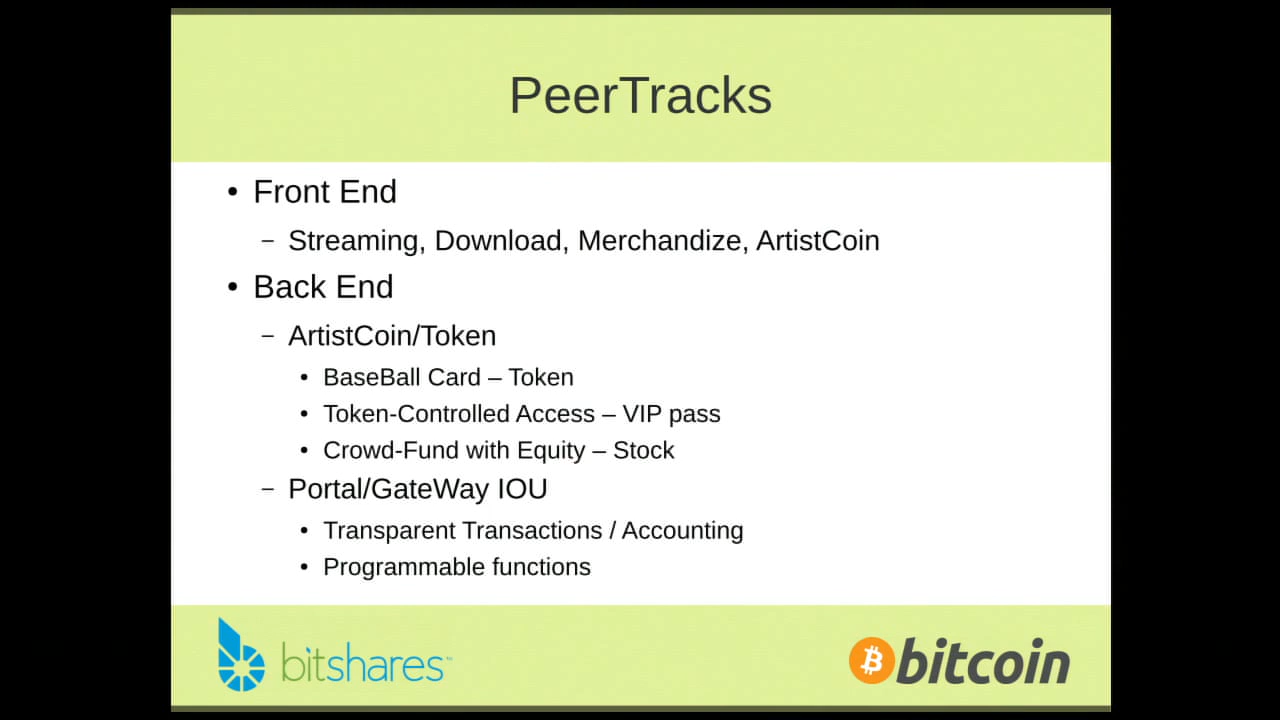 PeerTracks
• Front End
– Streaming, Download, Merchandize, ArtistCoin
• Back End
– ArtistCoin/Token
• BaseBall Card – Token
• Token-Controlled Access – VIP pass
• Crowd-Fund with Equity – Stock
– Portal/GateWay IOU
• Transparent Transactions / Accounting
• Programmable functions
bitshares™
bitcoin